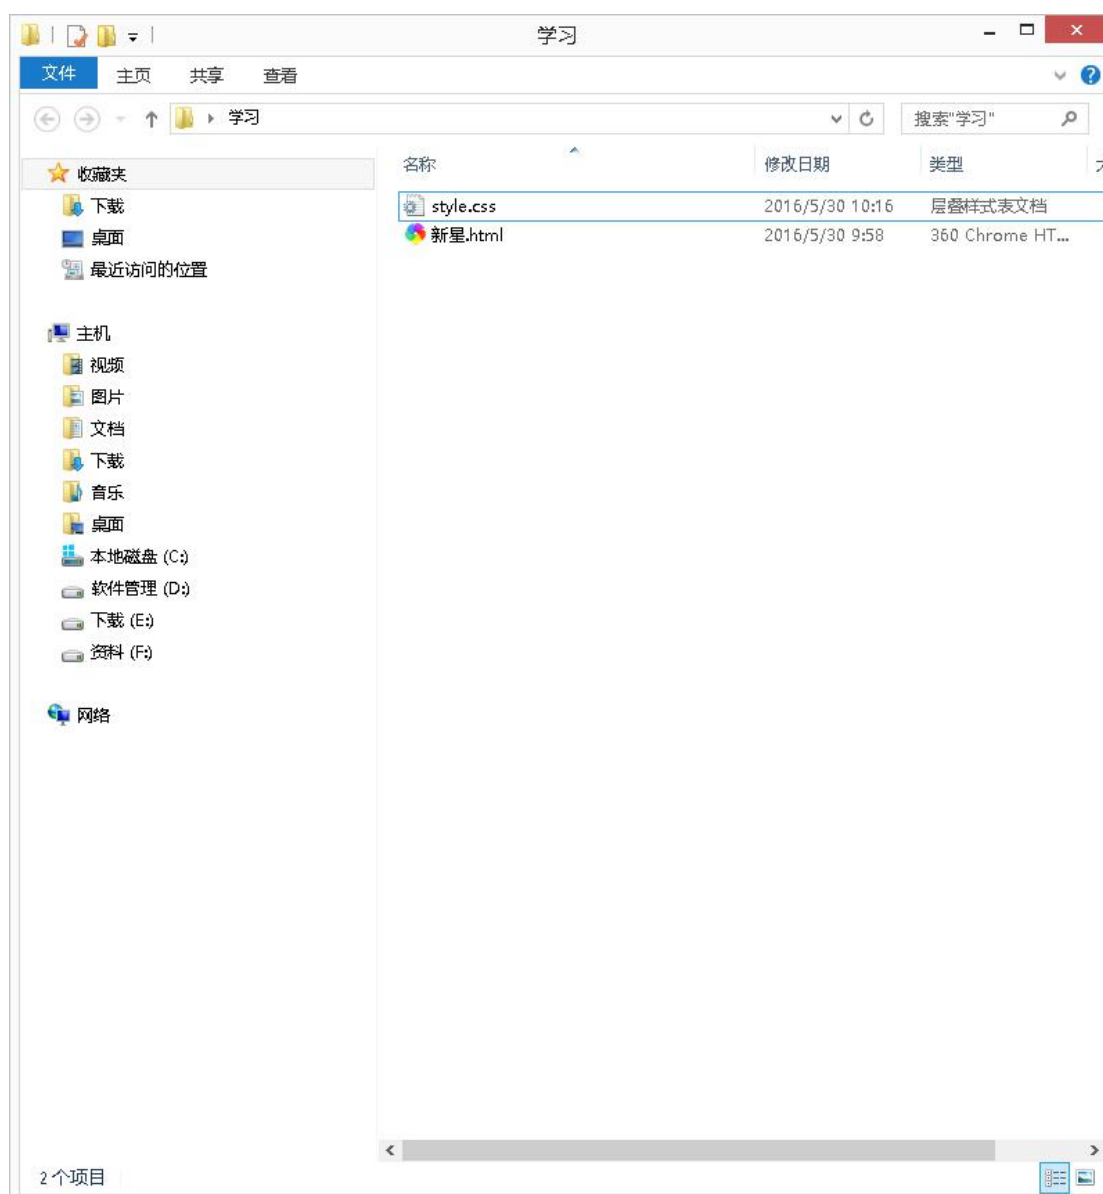 学习
文件 主页 共享 查看
学习
搜索"学习"
名称 修改日期 类型
收藏夹
下载
桌面
最近访问的位置
主机
视频
图片
文档
下载
音乐
桌面
本地磁盘 (C:)
软件管理 (D:)
下载 (E:)
资料 (F:)
网络
style.css 2016/5/30 10:16 层叠样式表文档
新星.html 2016/5/30 9:58 360 Chrome HT...
2 个项目